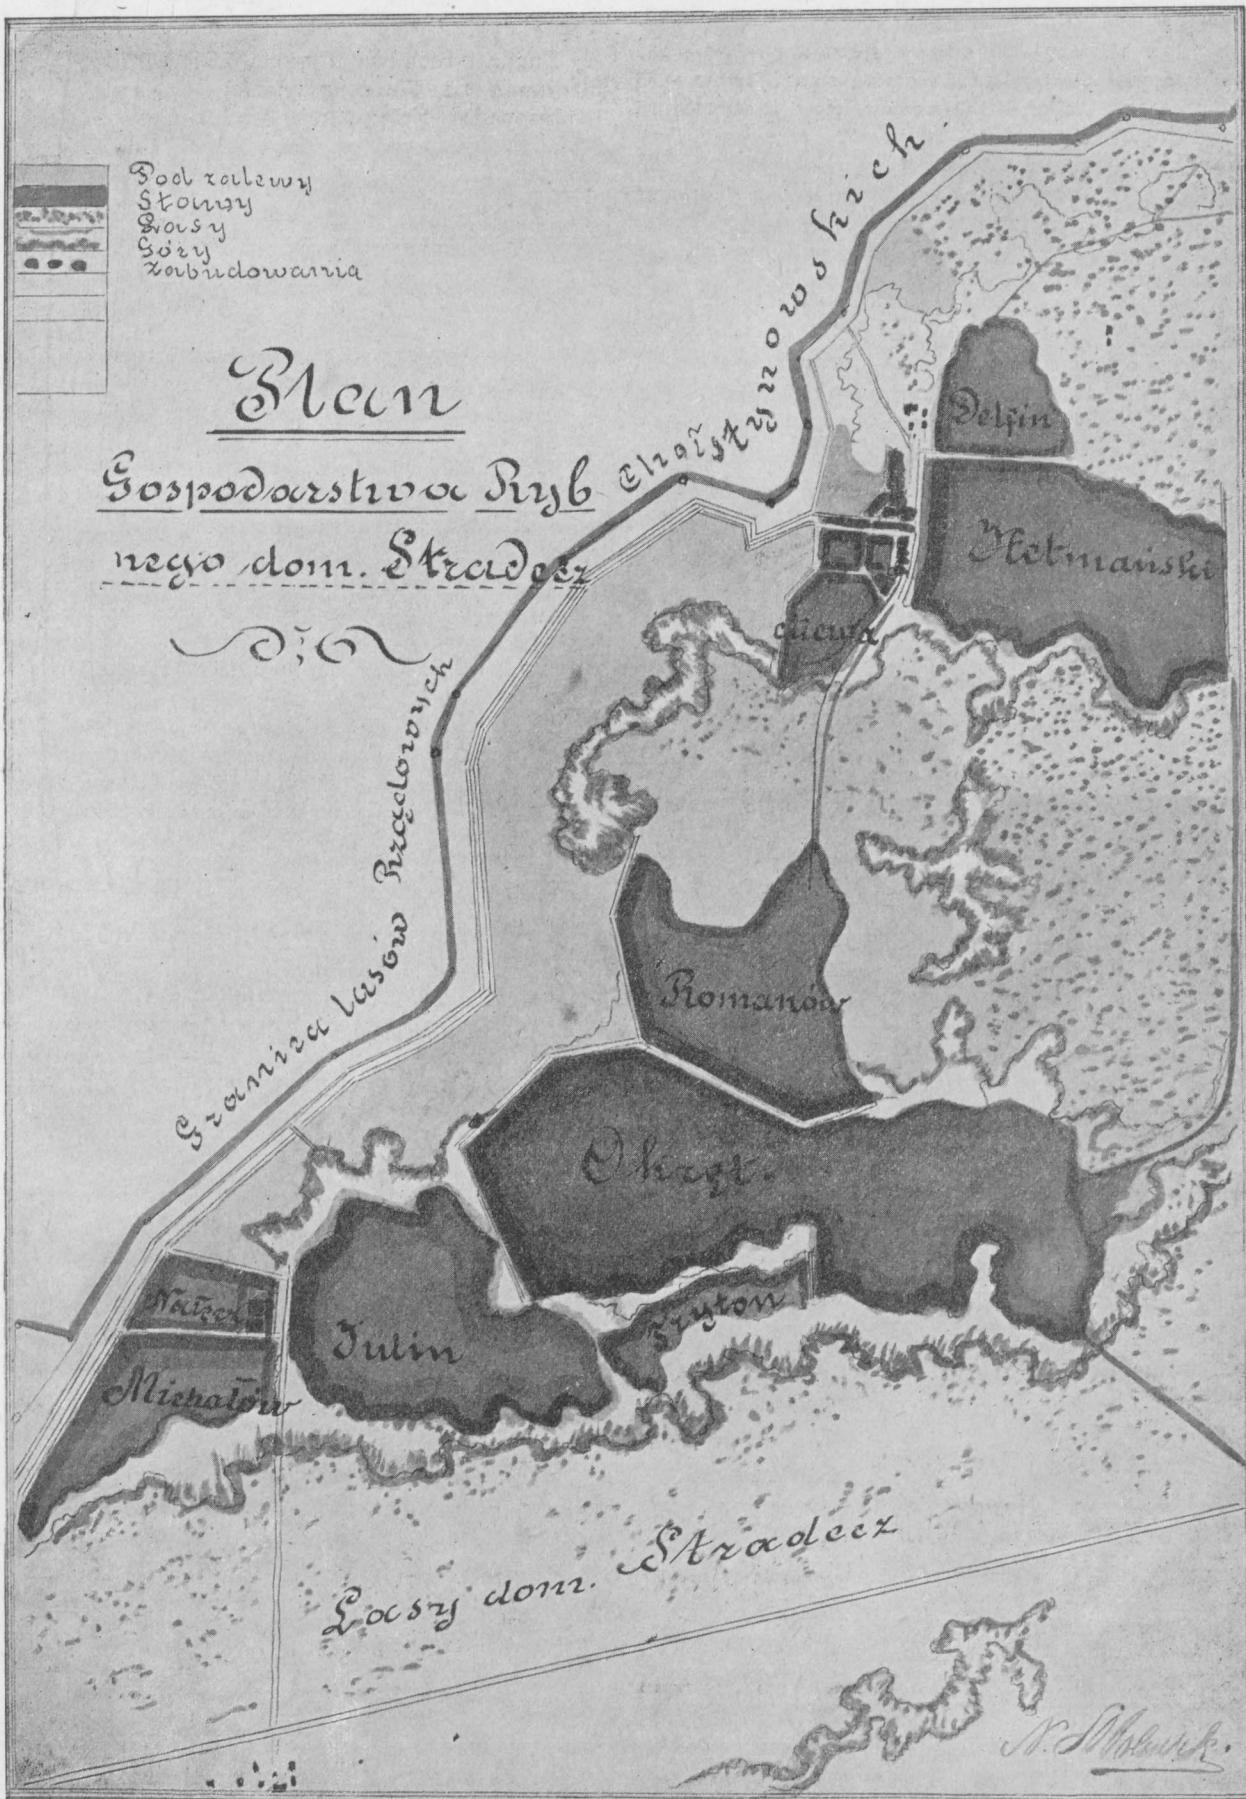 Pod zalewy
Stawy
Lasy
Góry
Zabudowania
Plan
Gospodarstwa Ryb
nego dom. Stradecz
Granica lasów Rządowych
Delfin
Hetmański
Romanów
Okręt.
Tryton
Julin
Nałęcz
Michałów
Lasy dom. Stradecz